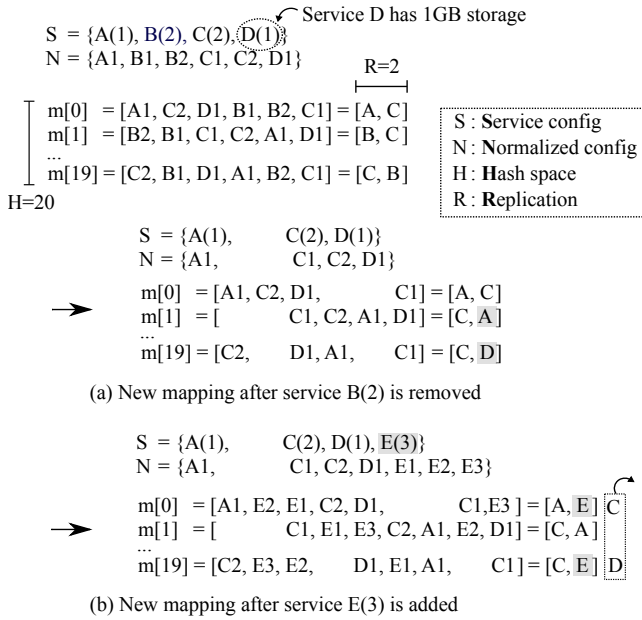 Service D has 1GB storage
S = {A(1), B(2), C(2), D(1)}
N = {A1, B1, B2, C1, C2, D1}
R=2
m[0] = [A1, C2, D1, B1, B2, C1] = [A, C]
m[1] = [B2, B1, C1, C2, A1, D1] = [B, C]
...
m[19] = [C2, B1, D1, A1, B2, C1] = [C, B]
H=20
S : Service config
N : Normalized config
H : Hash space
R : Replication
S = {A(1), C(2), D(1)}
N = {A1, C1, C2, D1}
m[0] = [A1, C2, D1, C1] = [A, C]
m[1] = [ C1, C2, A1, D1] = [C, A]
...
m[19] = [C2, D1, A1, C1] = [C, D]
(a) New mapping after service B(2) is removed
S = {A(1), C(2), D(1), E(3)}
N = {A1, C1, C2, D1, E1, E2, E3}
m[0] = [A1, E2, E1, C2, D1, C1,E3 ] = [A, E] C
m[1] = [ C1, E1, E3, C2, A1, E2, D1] = [C, A]
...
m[19] = [C2, E3, E2, D1, E1, A1, C1] = [C, E] D
(b) New mapping after service E(3) is added